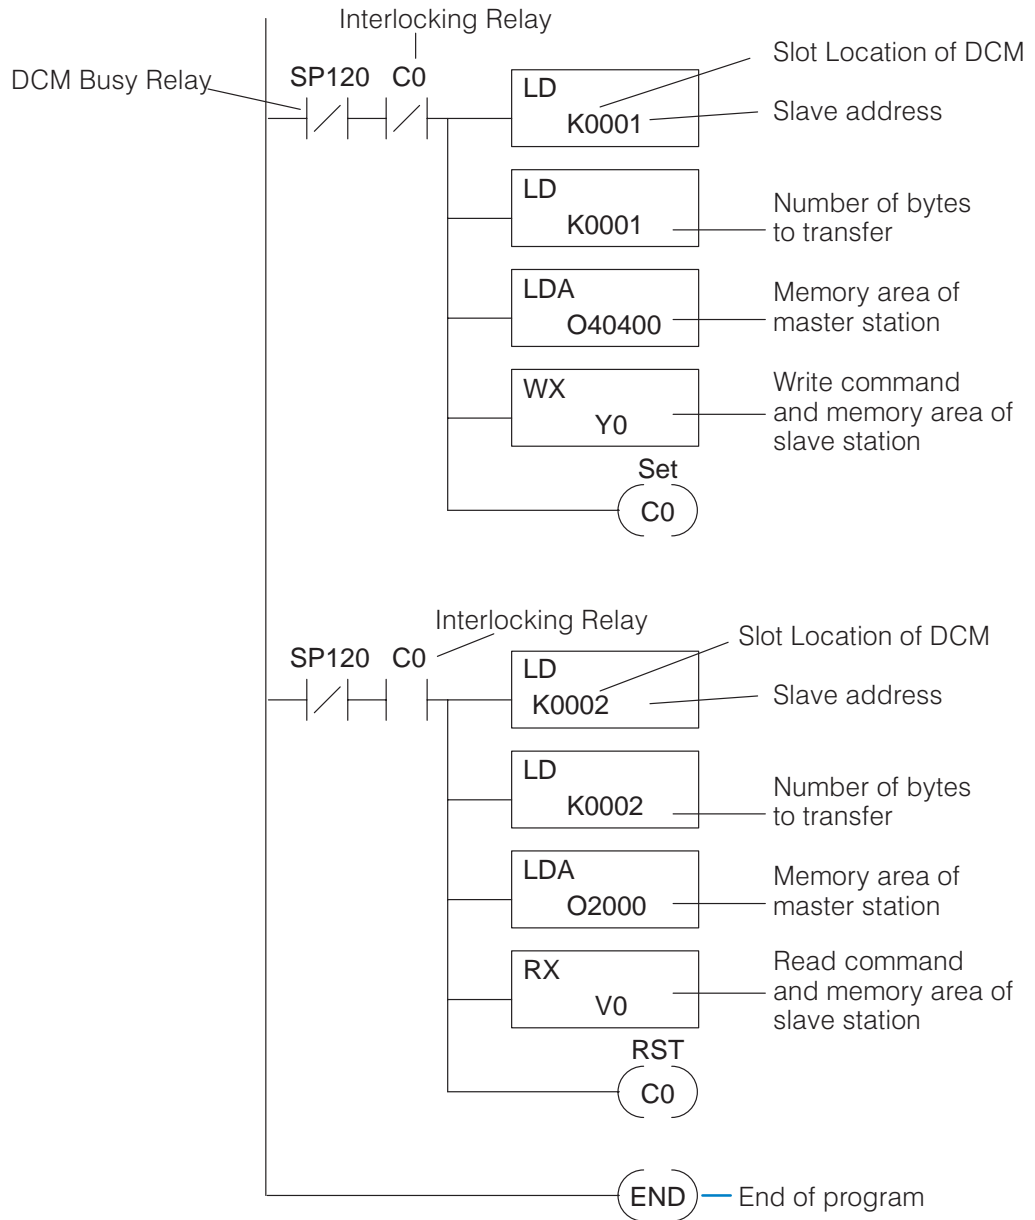 Interlocking Relay
DCM Busy Relay
SP120 C0
LD
K0001
Slot Location of DCM
Slave address
LD
K0001
Number of bytes
to transfer
LDA
O40400
Memory area of
master station
WX
Y0
Write command
and memory area of
slave station
Set
C0
Interlocking Relay
SP120 C0
LD
K0002
Slot Location of DCM
Slave address
LD
K0002
Number of bytes
to transfer
LDA
O2000
Memory area of
master station
RX
V0
Read command
and memory area of
slave station
RST
C0
END
End of program